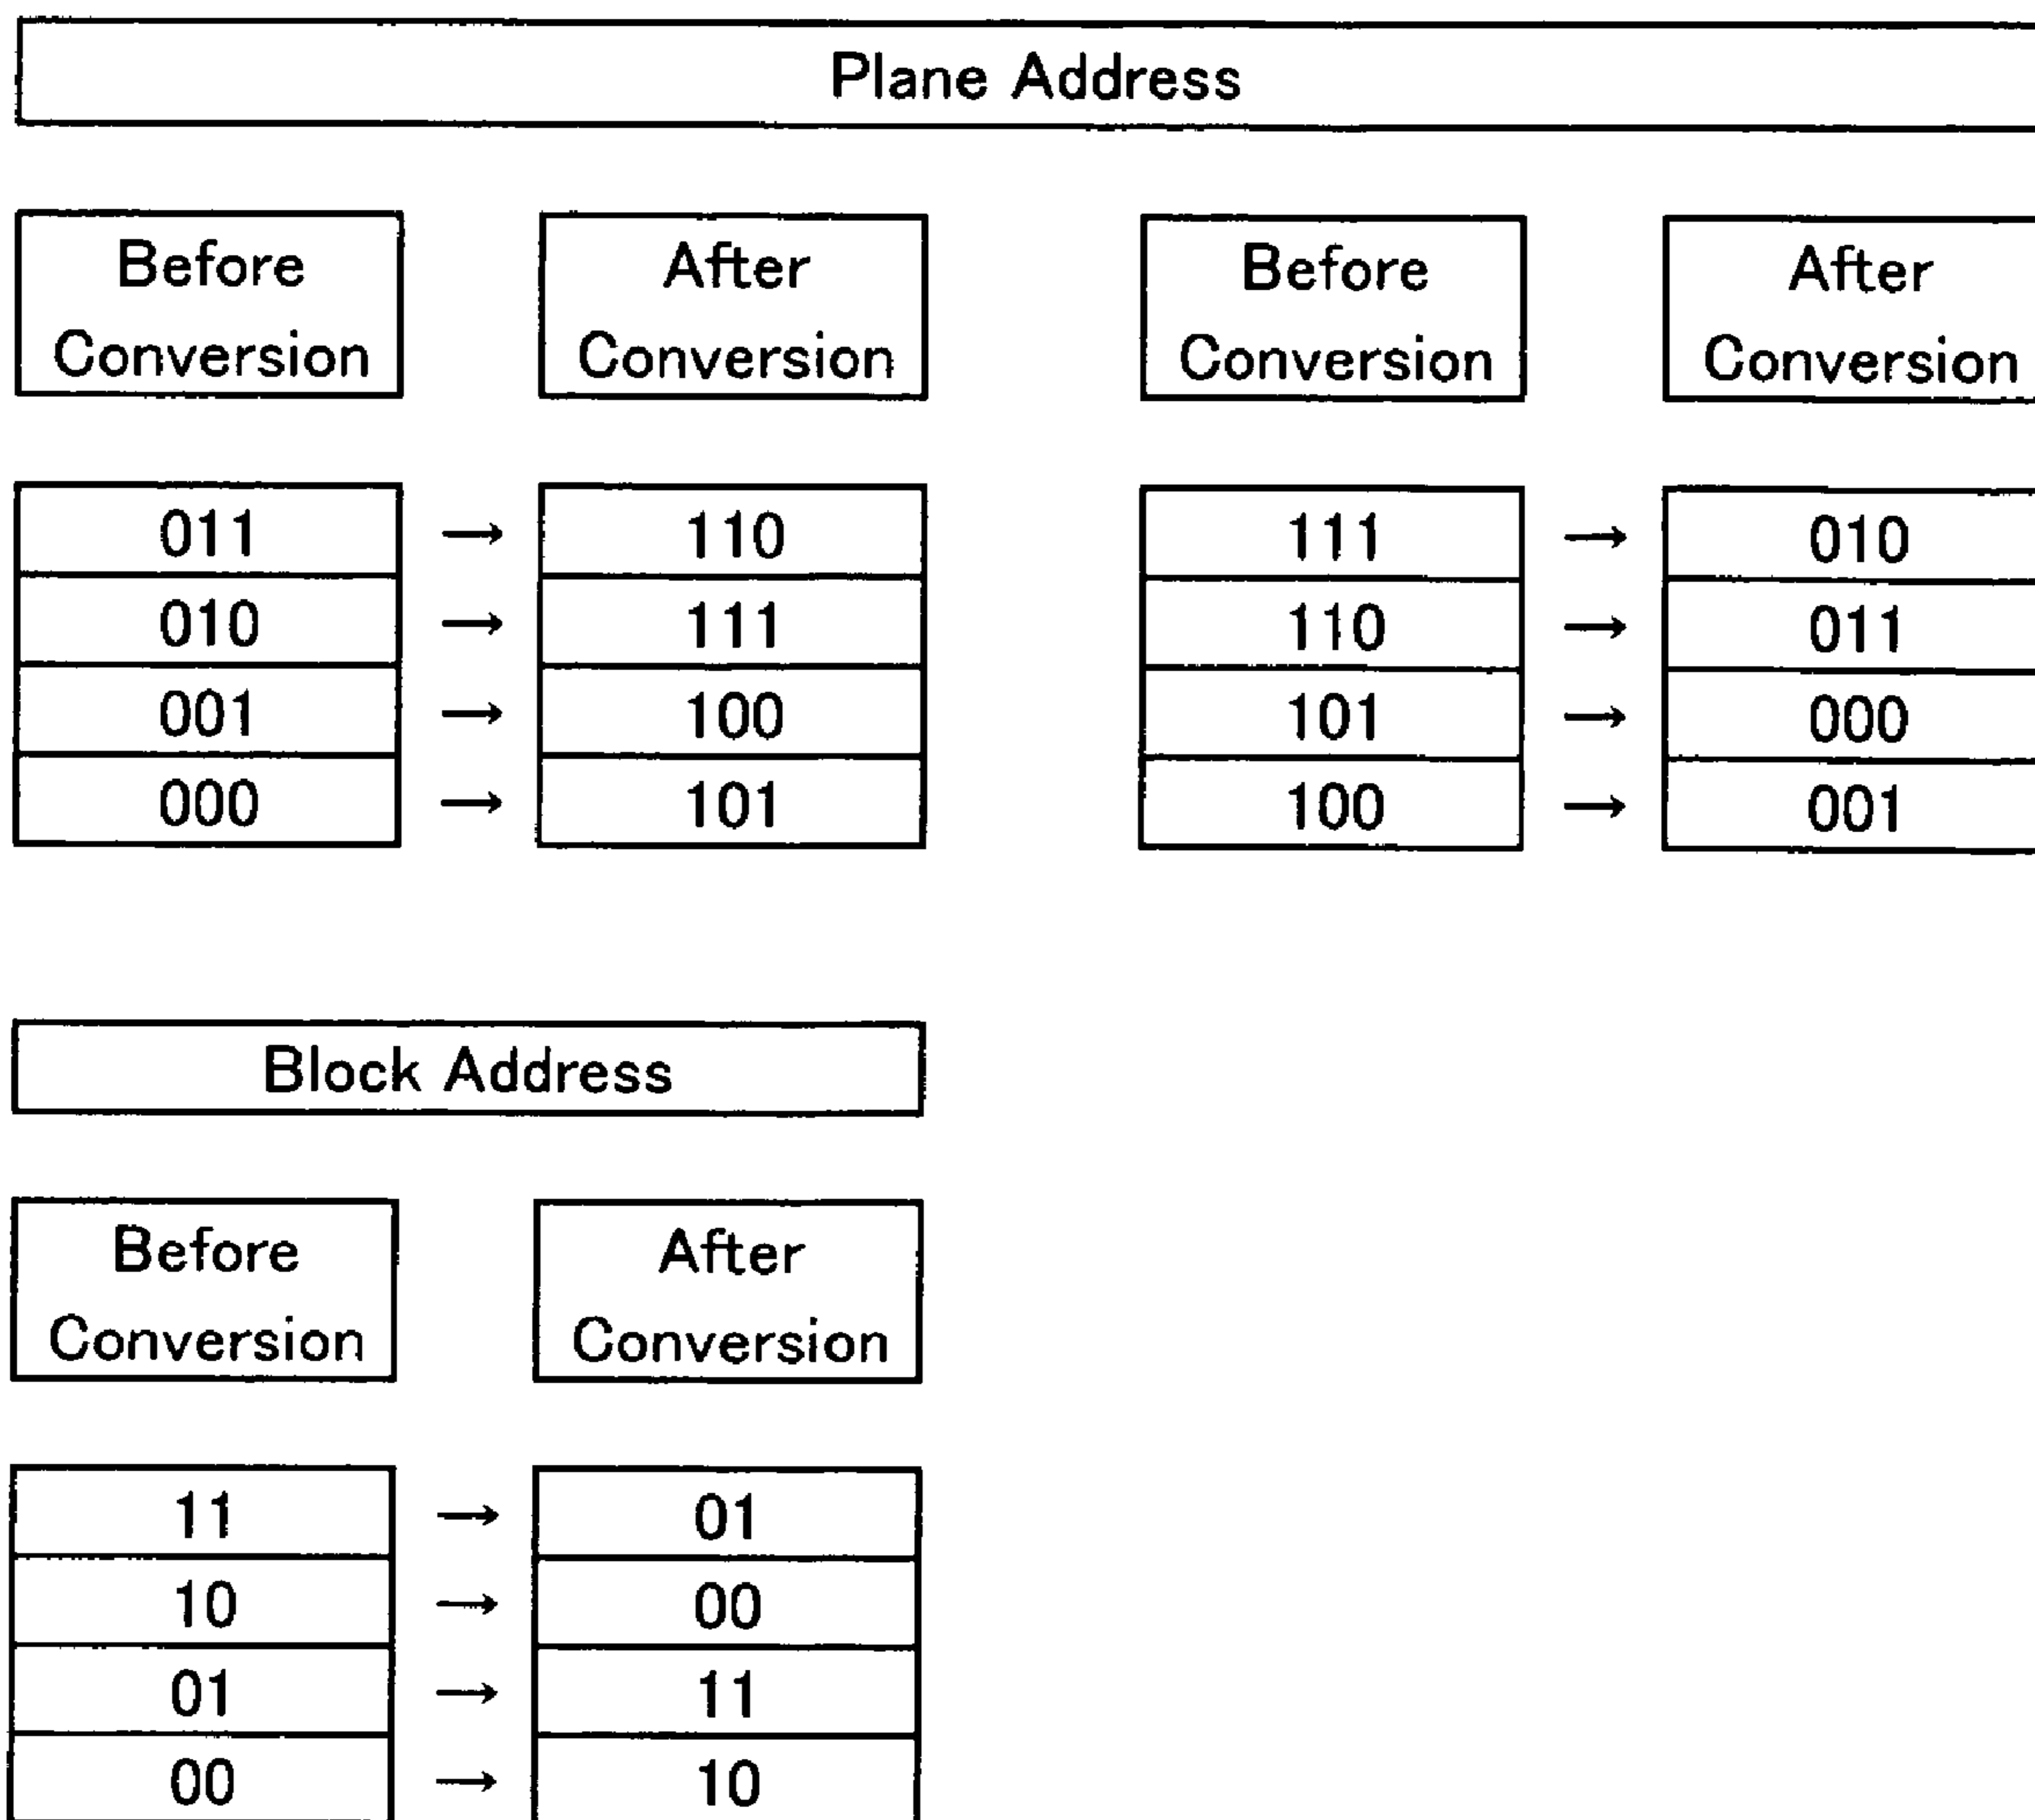 Plane Address
Before Conversion After Conversion Before Conversion After Conversion
011 → 110 111 → 010
010 → 111 110 → 011
001 → 100 101 → 000
000 → 101 100 → 001
Block Address
Before Conversion After Conversion
11 → 01
10 → 00
01 → 11
00 → 10